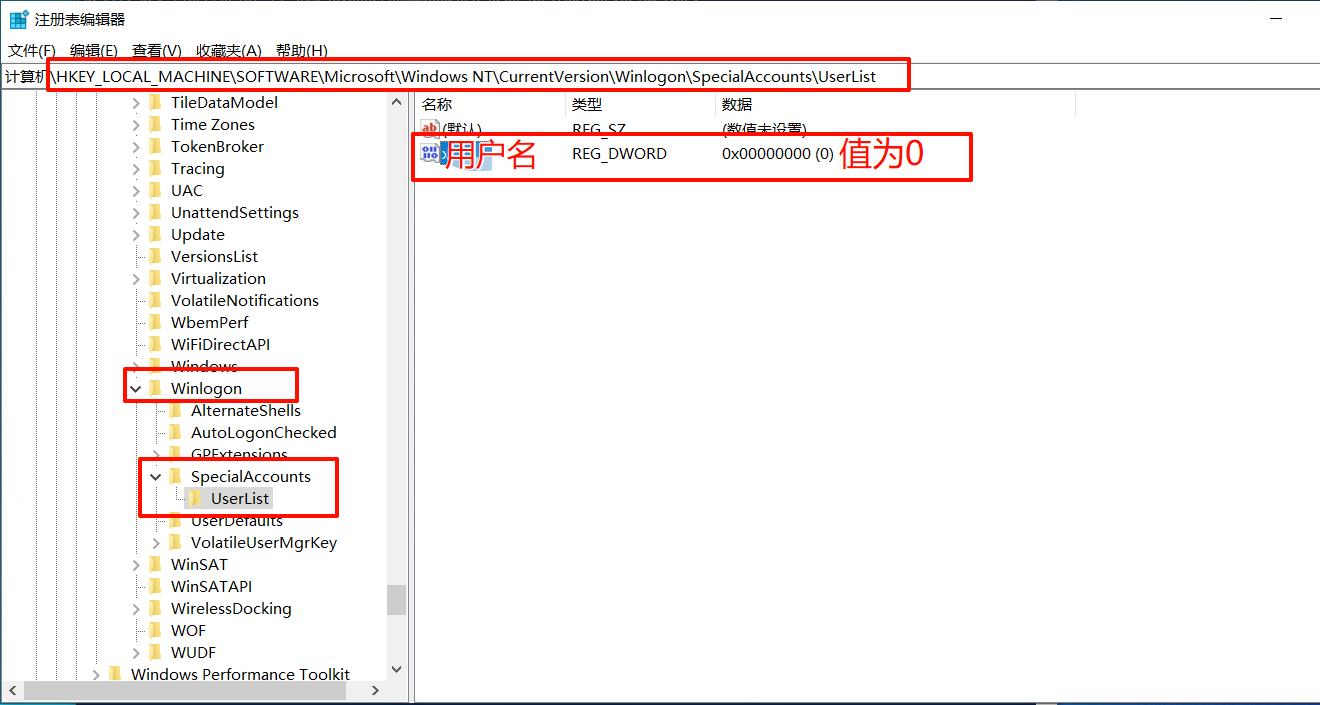 注册表编辑器
文件(F) 编辑(E) 查看(V) 收藏夹(A) 帮助(H)
计算机\HKEY_LOCAL_MACHINE\SOFTWARE\Microsoft\Windows NT\CurrentVersion\Winlogon\SpecialAccounts\UserList
TileDataModel
Time Zones
TokenBroker
Tracing
UAC
UnattendSettings
Update
VersionsList
Virtualization
VolatileNotifications
WbemPerf
WiFiDirectAPI
Windows
Winlogon
AlternateShells
AutoLogonChecked
GPExtensions
SpecialAccounts
UserList
UserDefaults
VolatileUserMgrKey
WinSAT
WinSATAPI
WirelessDocking
WOF
WUDF
Windows Performance Toolkit
名称 类型 数据
(默认) REG_SZ (数值未设置)
用户名 REG_DWORD 0x00000000 (0) 值为0